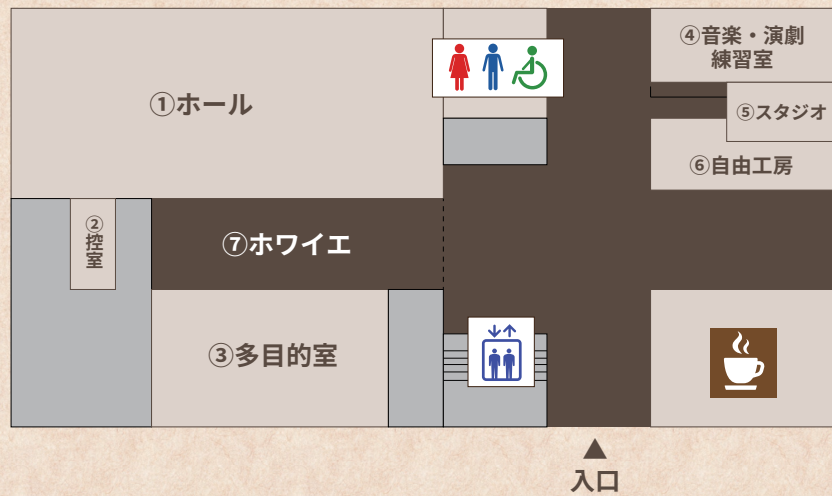 ①ホール
④音楽・演劇
練習室
⑤スタジオ
⑥自由工房
②控室
⑦ホワイエ
③多目的室
入口